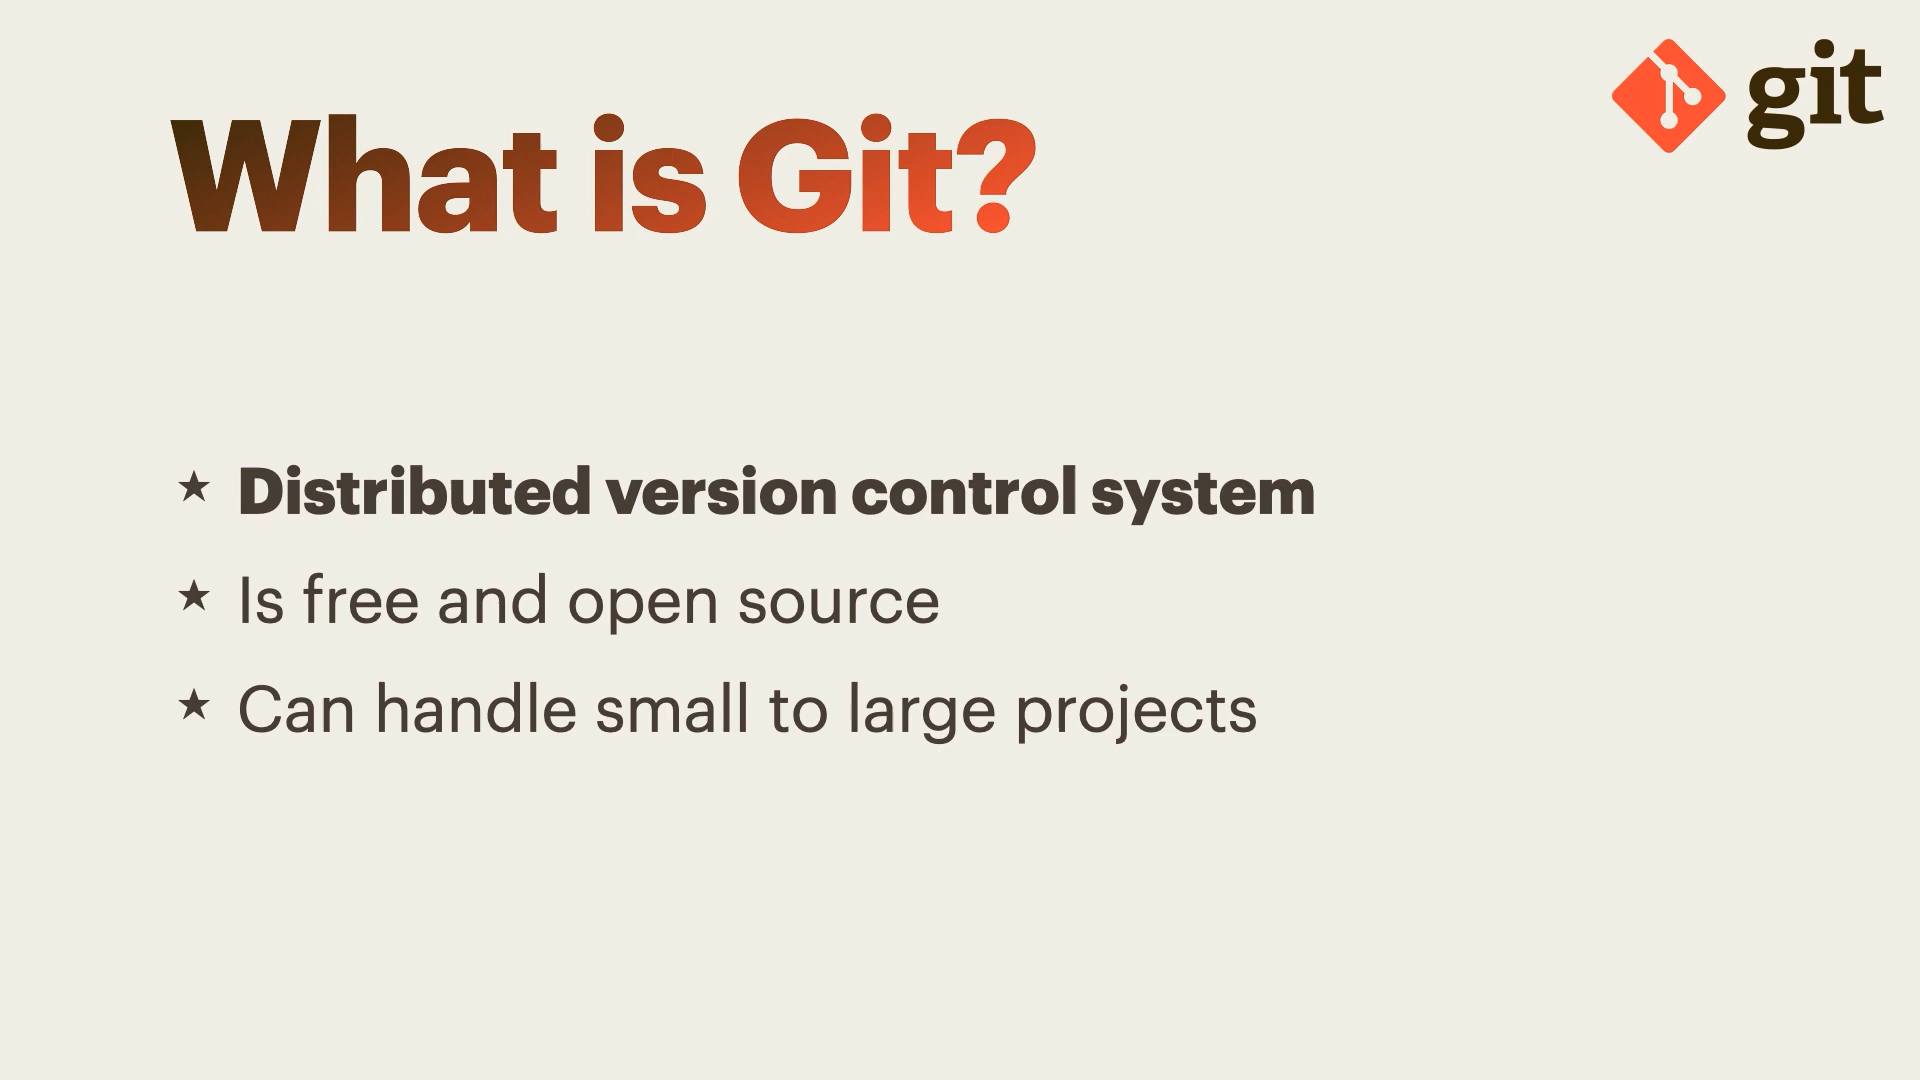 git
What is Git?
★ Distributed version control system
★ Is free and open source
★ Can handle small to large projects